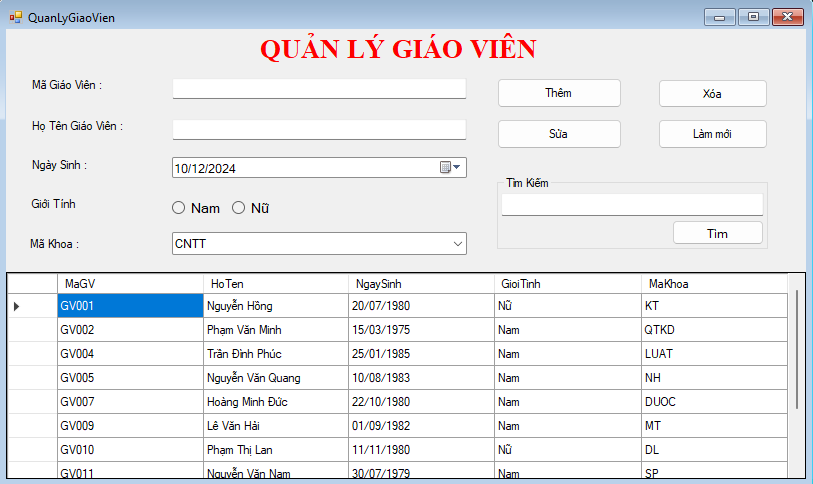 QuanLyGiaoVien
QUẢN LÝ GIÁO VIÊN
Mã Giáo Viên :
Thêm
Xóa
Họ Tên Giáo Viên :
Sửa
Làm mới
Ngày Sinh :
10/12/2024
Tìm Kiếm
Giới Tính
Nam
Nữ
Tìm
Mã Khoa :
CNTT
MaGV HoTen NgaySinh GioiTinh MaKhoa
GV001 Nguyễn Hồng 20/07/1980 Nữ KT
GV002 Phạm Văn Minh 15/03/1975 Nam QTKD
GV004 Trần Đình Phúc 25/01/1985 Nam LUAT
GV005 Nguyễn Văn Quang 10/08/1983 Nam NH
GV007 Hoàng Minh Đức 22/10/1980 Nam DUOC
GV009 Lê Văn Hải 01/09/1982 Nam MT
GV010 Phạm Thị Lan 11/11/1980 Nữ DL
GV011 Nguyễn Văn Nam 30/07/1979 Nam SP